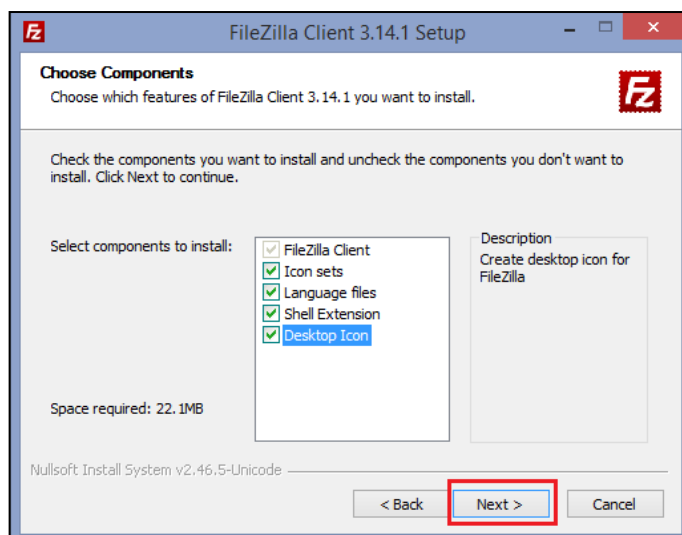 Fz
FileZilla Client 3.14.1 Setup
Choose Components
Choose which features of FileZilla Client 3.14.1 you want to install.
Fz
Check the components you want to install and uncheck the components you don't want to
install. Click Next to continue.
Select components to install:
FileZilla Client
Icon sets
Language files
Shell Extension
Desktop Icon
Description
Create desktop icon for
FileZilla
Space required: 22.1MB
Nullsoft Install System v2.46.5-Unicode
< Back
Next >
Cancel